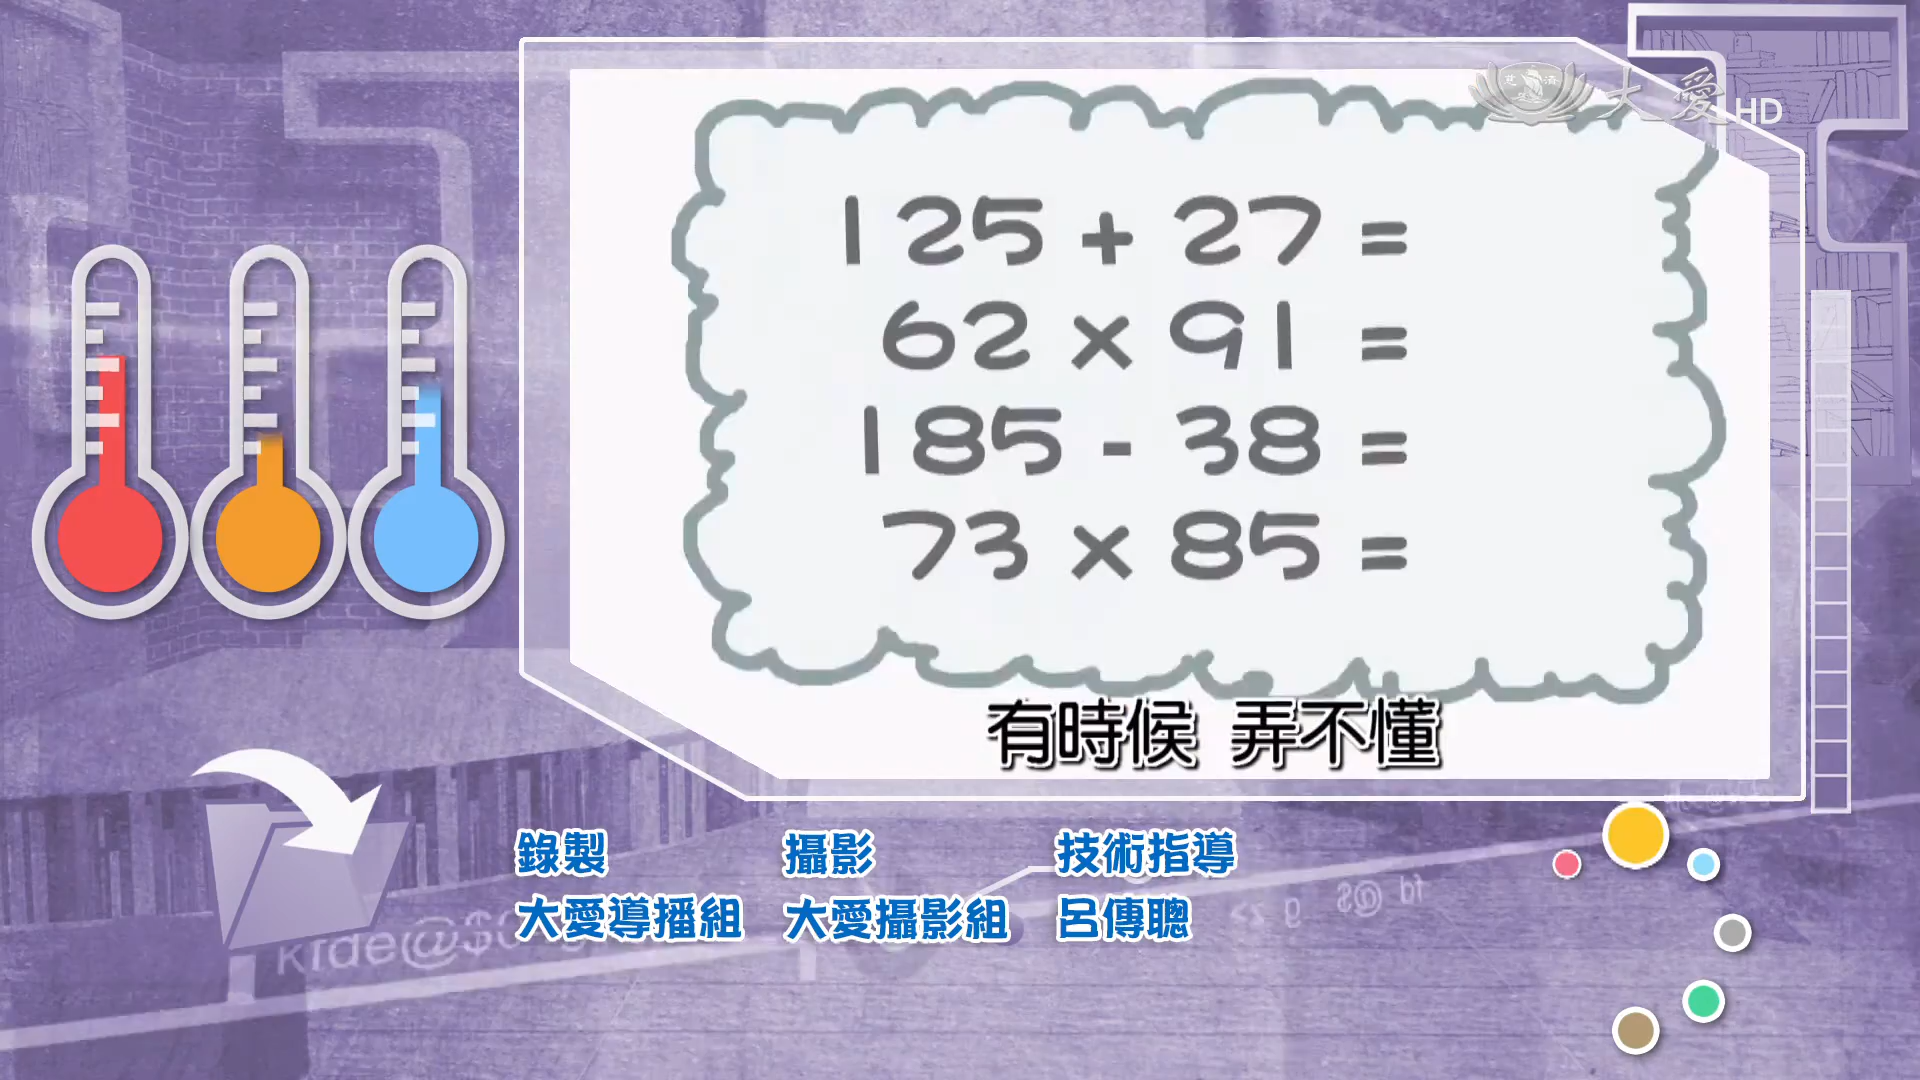 大愛HD
125 + 27 =
62 × 91 =
185 - 38 =
73 × 85 =
有時候 弄不懂
錄製 攝影 技術指導
大愛導播組 大愛攝影組 呂傳聰